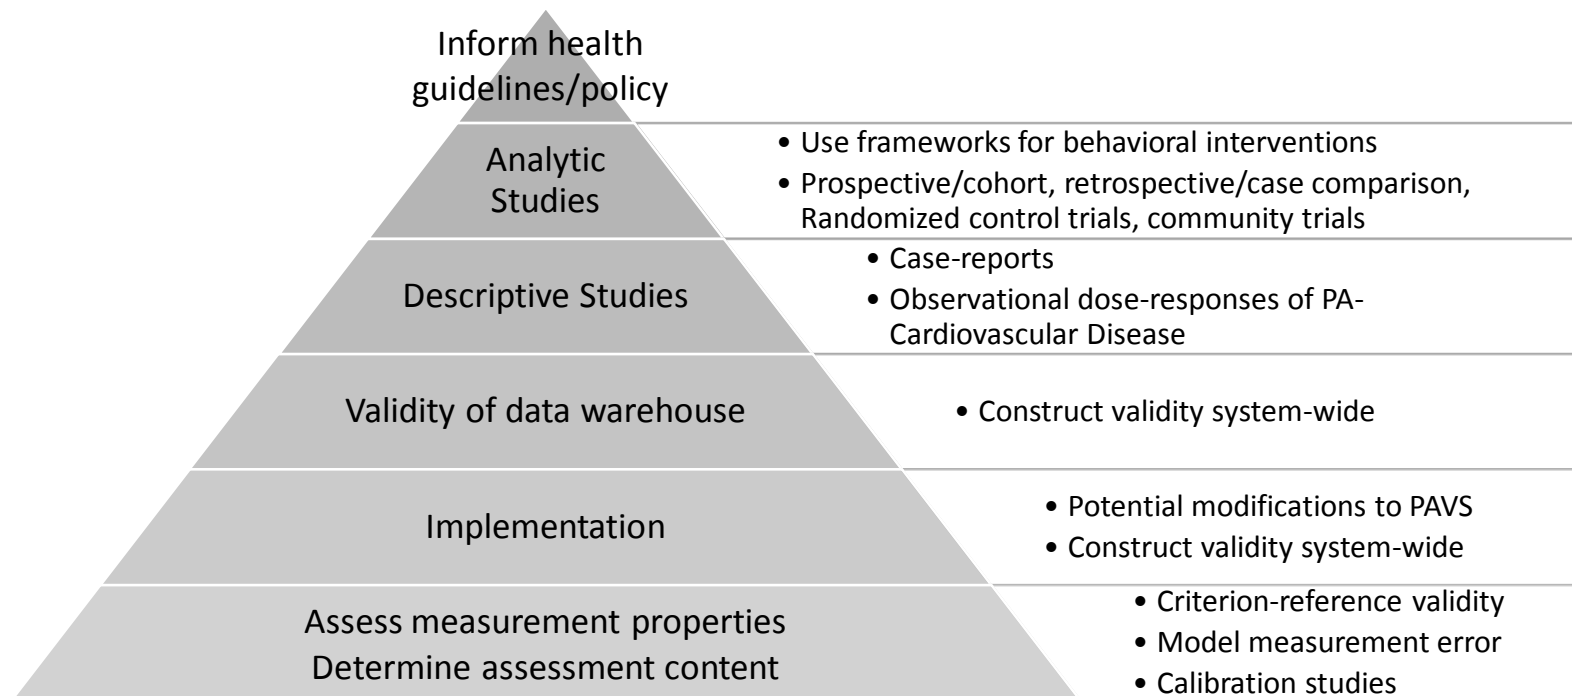 Inform health
guidelines/policy
Analytic
Studies
• Use frameworks for behavioral interventions
• Prospective/cohort, retrospective/case comparison,
Randomized control trials, community trials
Descriptive Studies
• Case-reports
• Observational dose-responses of PA-
Cardiovascular Disease
Validity of data warehouse
• Construct validity system-wide
Implementation
• Potential modifications to PAVS
• Construct validity system-wide
Assess measurement properties
Determine assessment content
• Criterion-reference validity
• Model measurement error
• Calibration studies